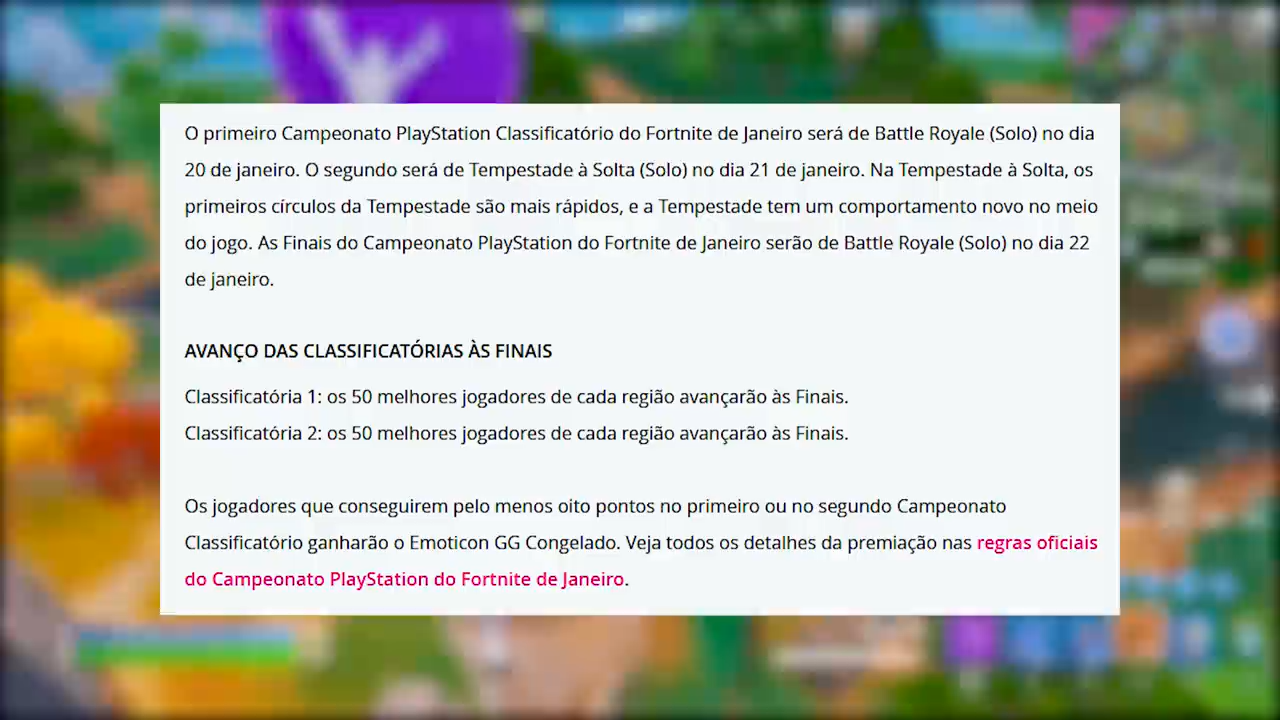 O primeiro Campeonato PlayStation Classificatório do Fortnite de Janeiro será de Battle Royale (Solo) no dia
20 de janeiro. O segundo será de Tempestade à Solta (Solo) no dia 21 de janeiro. Na Tempestade à Solta, os
primeiros círculos da Tempestade são mais rápidos, e a Tempestade tem um comportamento novo no meio
do jogo. As Finais do Campeonato PlayStation do Fortnite de Janeiro serão de Battle Royale (Solo) no dia 22
de janeiro.
AVANÇO DAS CLASSIFICATÓRIAS ÀS FINAIS
Classificatória 1: os 50 melhores jogadores de cada região avançarão às Finais.
Classificatória 2: os 50 melhores jogadores de cada região avançarão às Finais.
Os jogadores que conseguirem pelo menos oito pontos no primeiro ou no segundo Campeonato
Classificatório ganharão o Emoticon GG Congelado. Veja todos os detalhes da premiação nas regras oficiais
do Campeonato PlayStation do Fortnite de Janeiro.